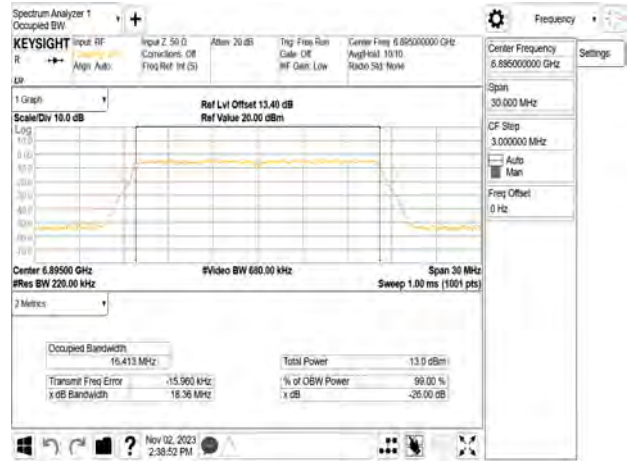 Spectrum Analyzer 1
Occupied BW
Frequency
KEYSIGHT
R
Input: RF
Align: Auto
Input Z: 50 Ω
Corrections: Off
Freq Ref: Int (S)
Atten: 20 dB
Trig: Free Run
Gate: Off
#IF Gain: Low
Center Freq: 6.895000000 GHz
Avg|Hold: 10/10
Radio Std: None
1 Graph
Scale/Div 10.0 dB
Ref Lvl Offset 13.40 dB
Ref Value 20.00 dBm
Log
Center 6.89500 GHz
#Res BW 220.00 kHz
#Video BW 680.00 kHz
Span 30 MHz
Sweep 1.00 ms (1001 pts)
2 Metrics
Occupied Bandwidth
16.413 MHz
Total Power 13.0 dBm
Transmit Freq Error -15.960 kHz
% of OBW Power 99.00 %
x dB Bandwidth 18.36 MHz
x dB -26.00 dB
Nov 02, 2023
2:38:52 PM
Center Frequency
6.895000000 GHz
Settings
Span
30.000 MHz
CF Step
3.000000 MHz
Auto
Man
Freq Offset
0 Hz